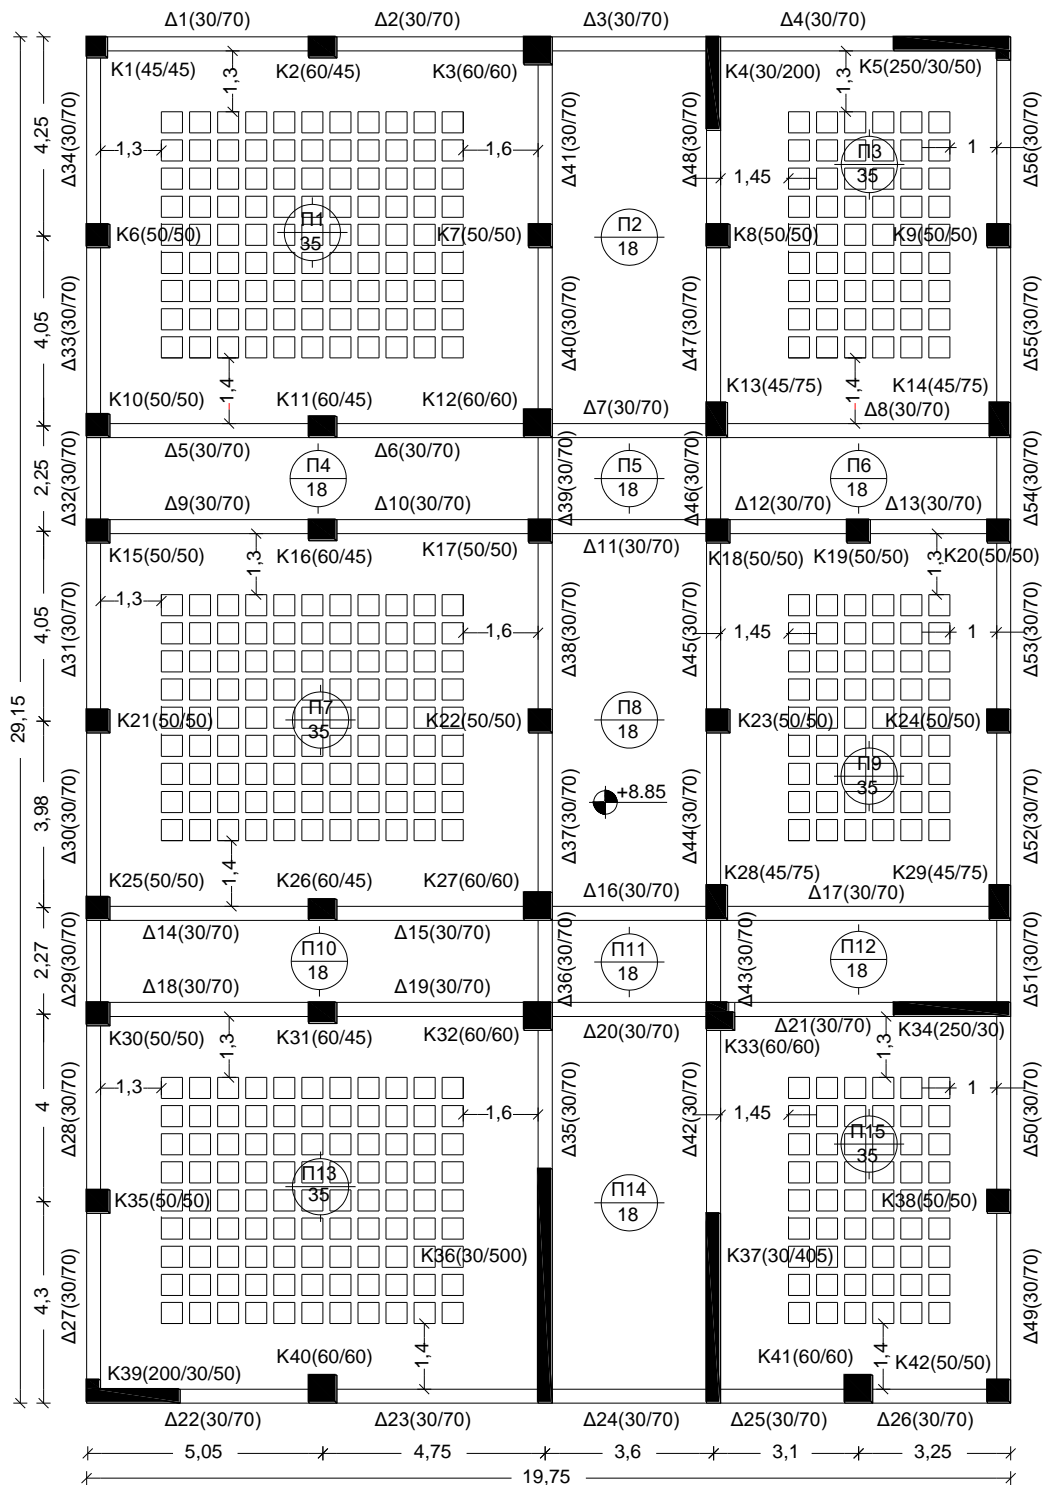 Δ1(30/70) Δ2(30/70) Δ3(30/70) Δ4(30/70)
K1(45/45) K2(60/45) K3(60/60) K4(30/200) K5(250/30/50)
1,3 1,3
4,25 Δ34(30/70) Δ41(30/70) Δ48(30/70) Δ56(30/70)
1,3 1,6 1,45 1
Π1
35
Π2
18
Π3
35
K6(50/50) K7(50/50) K8(50/50) K9(50/50)
4,05 Δ33(30/70) Δ40(30/70) Δ47(30/70) Δ55(30/70)
1,4 1,4
K10(50/50) K11(60/45) K12(60/60) Δ7(30/70) K13(45/75) K14(45/75)
Δ8(30/70)
Δ5(30/70) Δ6(30/70)
2,25 Δ32(30/70) Δ39(30/70) Δ46(30/70) Δ54(30/70)
Π4
18
Π5
18
Π6
18
Δ9(30/70) Δ10(30/70) Δ12(30/70) Δ13(30/70)
K15(50/50) K16(60/45) K17(50/50) Δ11(30/70) K18(50/50) K19(50/50) K20(50/50)
1,3 1,3
4,05 Δ31(30/70) Δ38(30/70) Δ45(30/70) Δ53(30/70)
1,3 1,6 1,45 1
29,15
K21(50/50) K22(50/50) K23(50/50) K24(50/50)
Π7
35
Π8
18
Π9
35
+8.85
3,98 Δ30(30/70) Δ37(30/70) Δ44(30/70) Δ52(30/70)
1,4
K25(50/50) K26(60/45) K27(60/60) Δ16(30/70) K28(45/75) Δ17(30/70) K29(45/75)
Δ14(30/70) Δ15(30/70)
2,27 Δ29(30/70) Δ36(30/70) Δ43(30/70) Δ51(30/70)
Π10
18
Π11
18
Π12
18
Δ18(30/70) Δ19(30/70)
K30(50/50) K31(60/45) K32(60/60) Δ20(30/70) K33(60/60) Δ21(30/70) K34(250/30)
1,3 1,3
4 Δ28(30/70) Δ35(30/70) Δ42(30/70) Δ50(30/70)
1,3 1,6 1,45 1
Π13
35
Π14
18
Π15
35
K35(50/50) K38(50/50)
K36(30/500) K37(30/405)
4,3 Δ27(30/70) Δ49(30/70)
1,4 1,4
K39(200/30/50) K40(60/60) K41(60/60) K42(50/50)
Δ22(30/70) Δ23(30/70) Δ24(30/70) Δ25(30/70) Δ26(30/70)
5,05 4,75 3,6 3,1 3,25
19,75